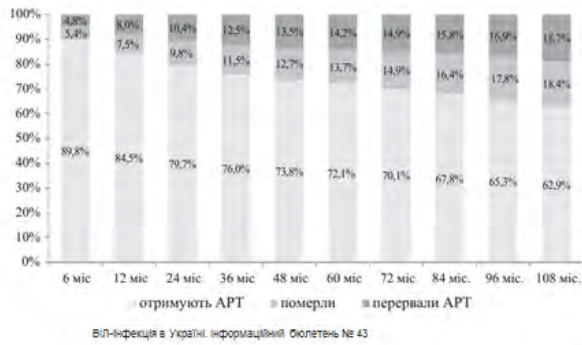 100%
90%
80%
70%
60%
50%
40%
30%
20%
10%
0%
4,8% 8,0% 10,4% 12,5% 13,5% 14,2% 14,9% 15,8% 16,9% 18,7%
5,4% 7,5% 9,8% 11,5% 12,7% 13,7% 14,9% 16,4% 17,8% 18,4%
89,8% 84,5% 79,7% 76,0% 73,8% 72,1% 70,1% 67,8% 65,3% 62,9%
6 міс 12 міс 24 міс 36 міс 48 міс 60 міс 72 міс 84 міс. 96 міс. 108 міс.
отримують АРТ померли перервали АРТ
ВІЛ-інфекція в Україні. Інформаційний бюлетень № 43